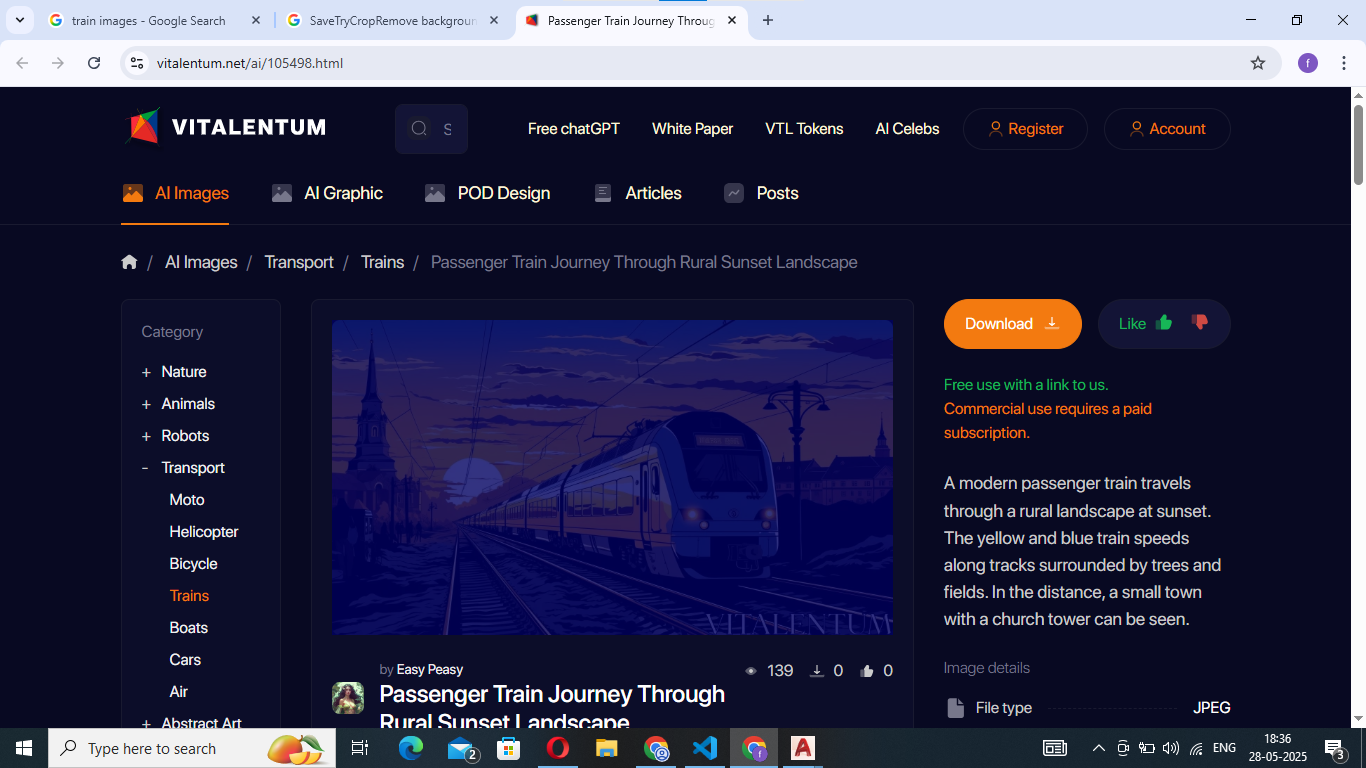 train images - Google Search
SaveTryCropRemove backgroun
Passenger Train Journey Throug
vitalentum.net/ai/105498.html
f
VITALENTUM
S
Free chatGPT
White Paper
VTL Tokens
AI Celebs
Register
Account
AI Images
AI Graphic
POD Design
Articles
Posts
/ AI Images / Transport / Trains / Passenger Train Journey Through Rural Sunset Landscape
Category
+ Nature
+ Animals
+ Robots
- Transport
Moto
Helicopter
Bicycle
Trains
Boats
Cars
Air
+ Abstract Art
VITALENTUM
by Easy Peasy
139
0
0
Passenger Train Journey Through
Rural Sunset Landscape
Download
Like
Free use with a link to us.
Commercial use requires a paid
subscription.
A modern passenger train travels
through a rural landscape at sunset.
The yellow and blue train speeds
along tracks surrounded by trees and
fields. In the distance, a small town
with a church tower can be seen.
Image details
File type
JPEG
Type here to search
2
f
A
ENG
18:36
28-05-2025
3